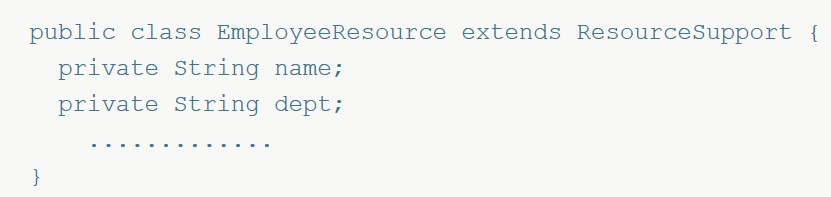 public class EmployeeResource extends ResourceSupport {
private String name;
private String dept;
.............
}